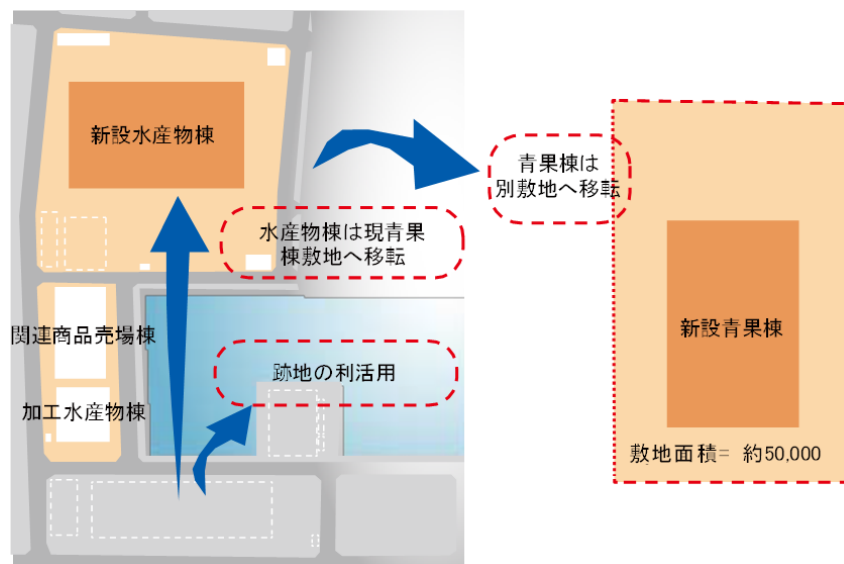 新設水産物棟
青果棟は
別敷地へ移転
水産物棟は現青果
棟敷地へ移転
関連商品売場棟
新設青果棟
跡地の利活用
加工水産物棟
敷地面積= 約50,000